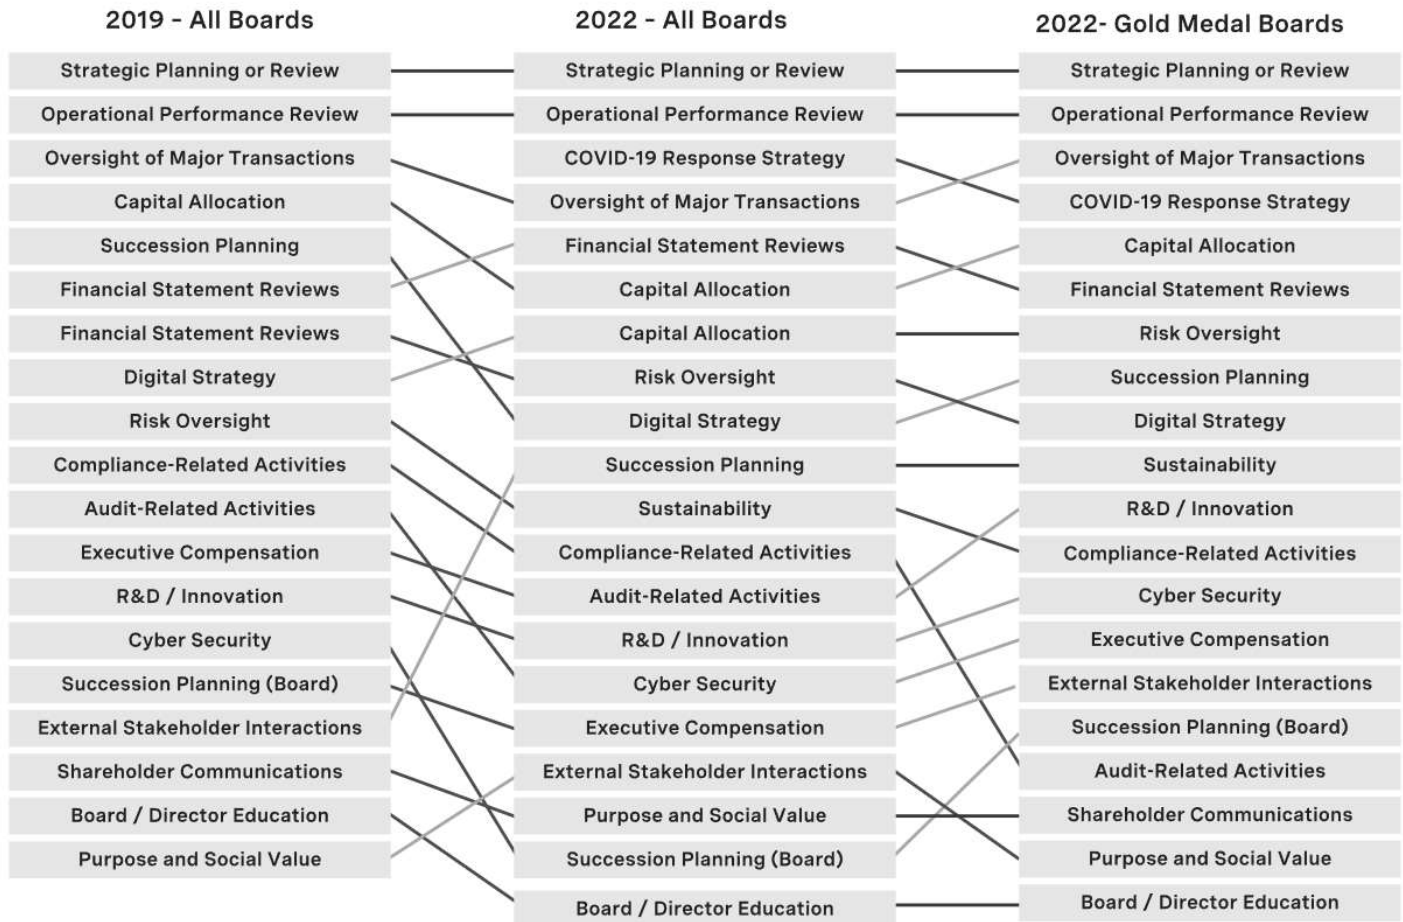 2019 - All Boards
Strategic Planning or Review
Operational Performance Review
Oversight of Major Transactions
Capital Allocation
Succession Planning
Financial Statement Reviews
Financial Statement Reviews
Digital Strategy
Risk Oversight
Compliance-Related Activities
Audit-Related Activities
Executive Compensation
R&D / Innovation
Cyber Security
Succession Planning (Board)
External Stakeholder Interactions
Shareholder Communications
Board / Director Education
Purpose and Social Value
2022 - All Boards
Strategic Planning or Review
Operational Performance Review
COVID-19 Response Strategy
Oversight of Major Transactions
Financial Statement Reviews
Capital Allocation
Capital Allocation
Risk Oversight
Digital Strategy
Succession Planning
Sustainability
Compliance-Related Activities
Audit-Related Activities
R&D / Innovation
Cyber Security
Executive Compensation
External Stakeholder Interactions
Purpose and Social Value
Succession Planning (Board)
Board / Director Education
2022- Gold Medal Boards
Strategic Planning or Review
Operational Performance Review
Oversight of Major Transactions
COVID-19 Response Strategy
Capital Allocation
Financial Statement Reviews
Risk Oversight
Succession Planning
Digital Strategy
Sustainability
R&D / Innovation
Compliance-Related Activities
Cyber Security
Executive Compensation
External Stakeholder Interactions
Succession Planning (Board)
Audit-Related Activities
Shareholder Communications
Purpose and Social Value
Board / Director Education